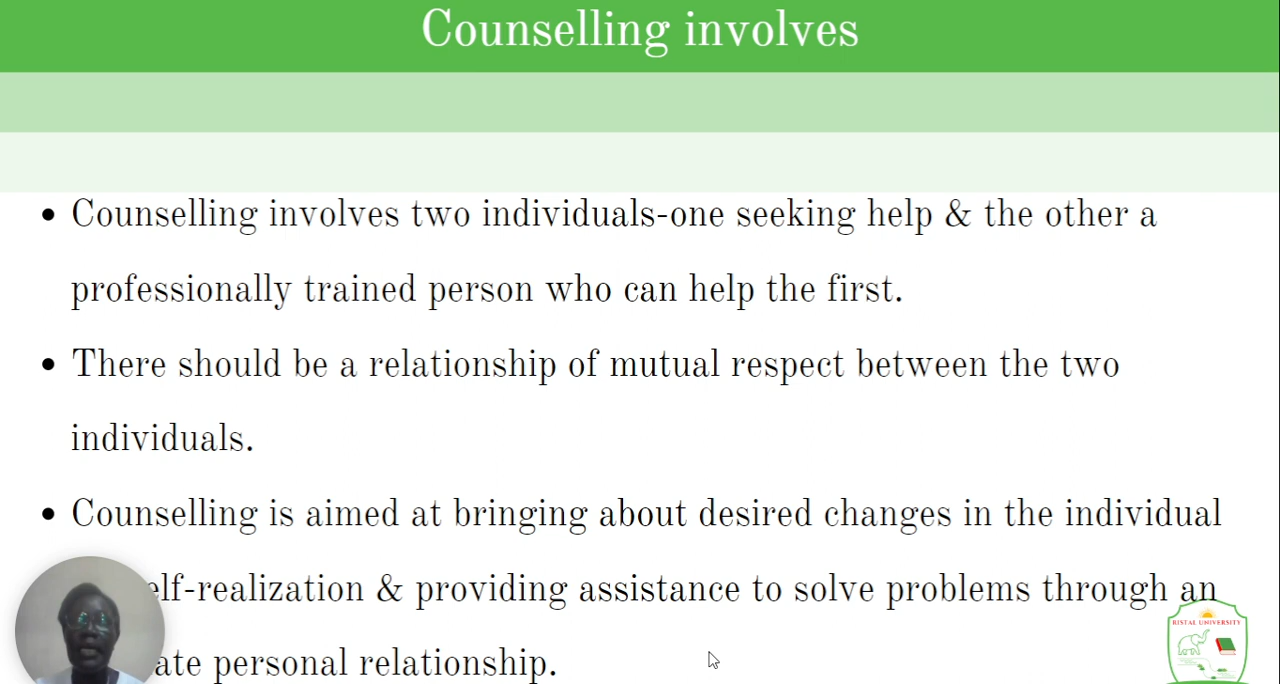 Counselling involves
• Counselling involves two individuals-one seeking help & the other a
professionally trained person who can help the first.
• There should be a relationship of mutual respect between the two
individuals.
• Counselling is aimed at bringing about desired changes in the individual
elf-realization & providing assistance to solve problems through an
ate personal relationship.
RISTAL UNIVERSITY